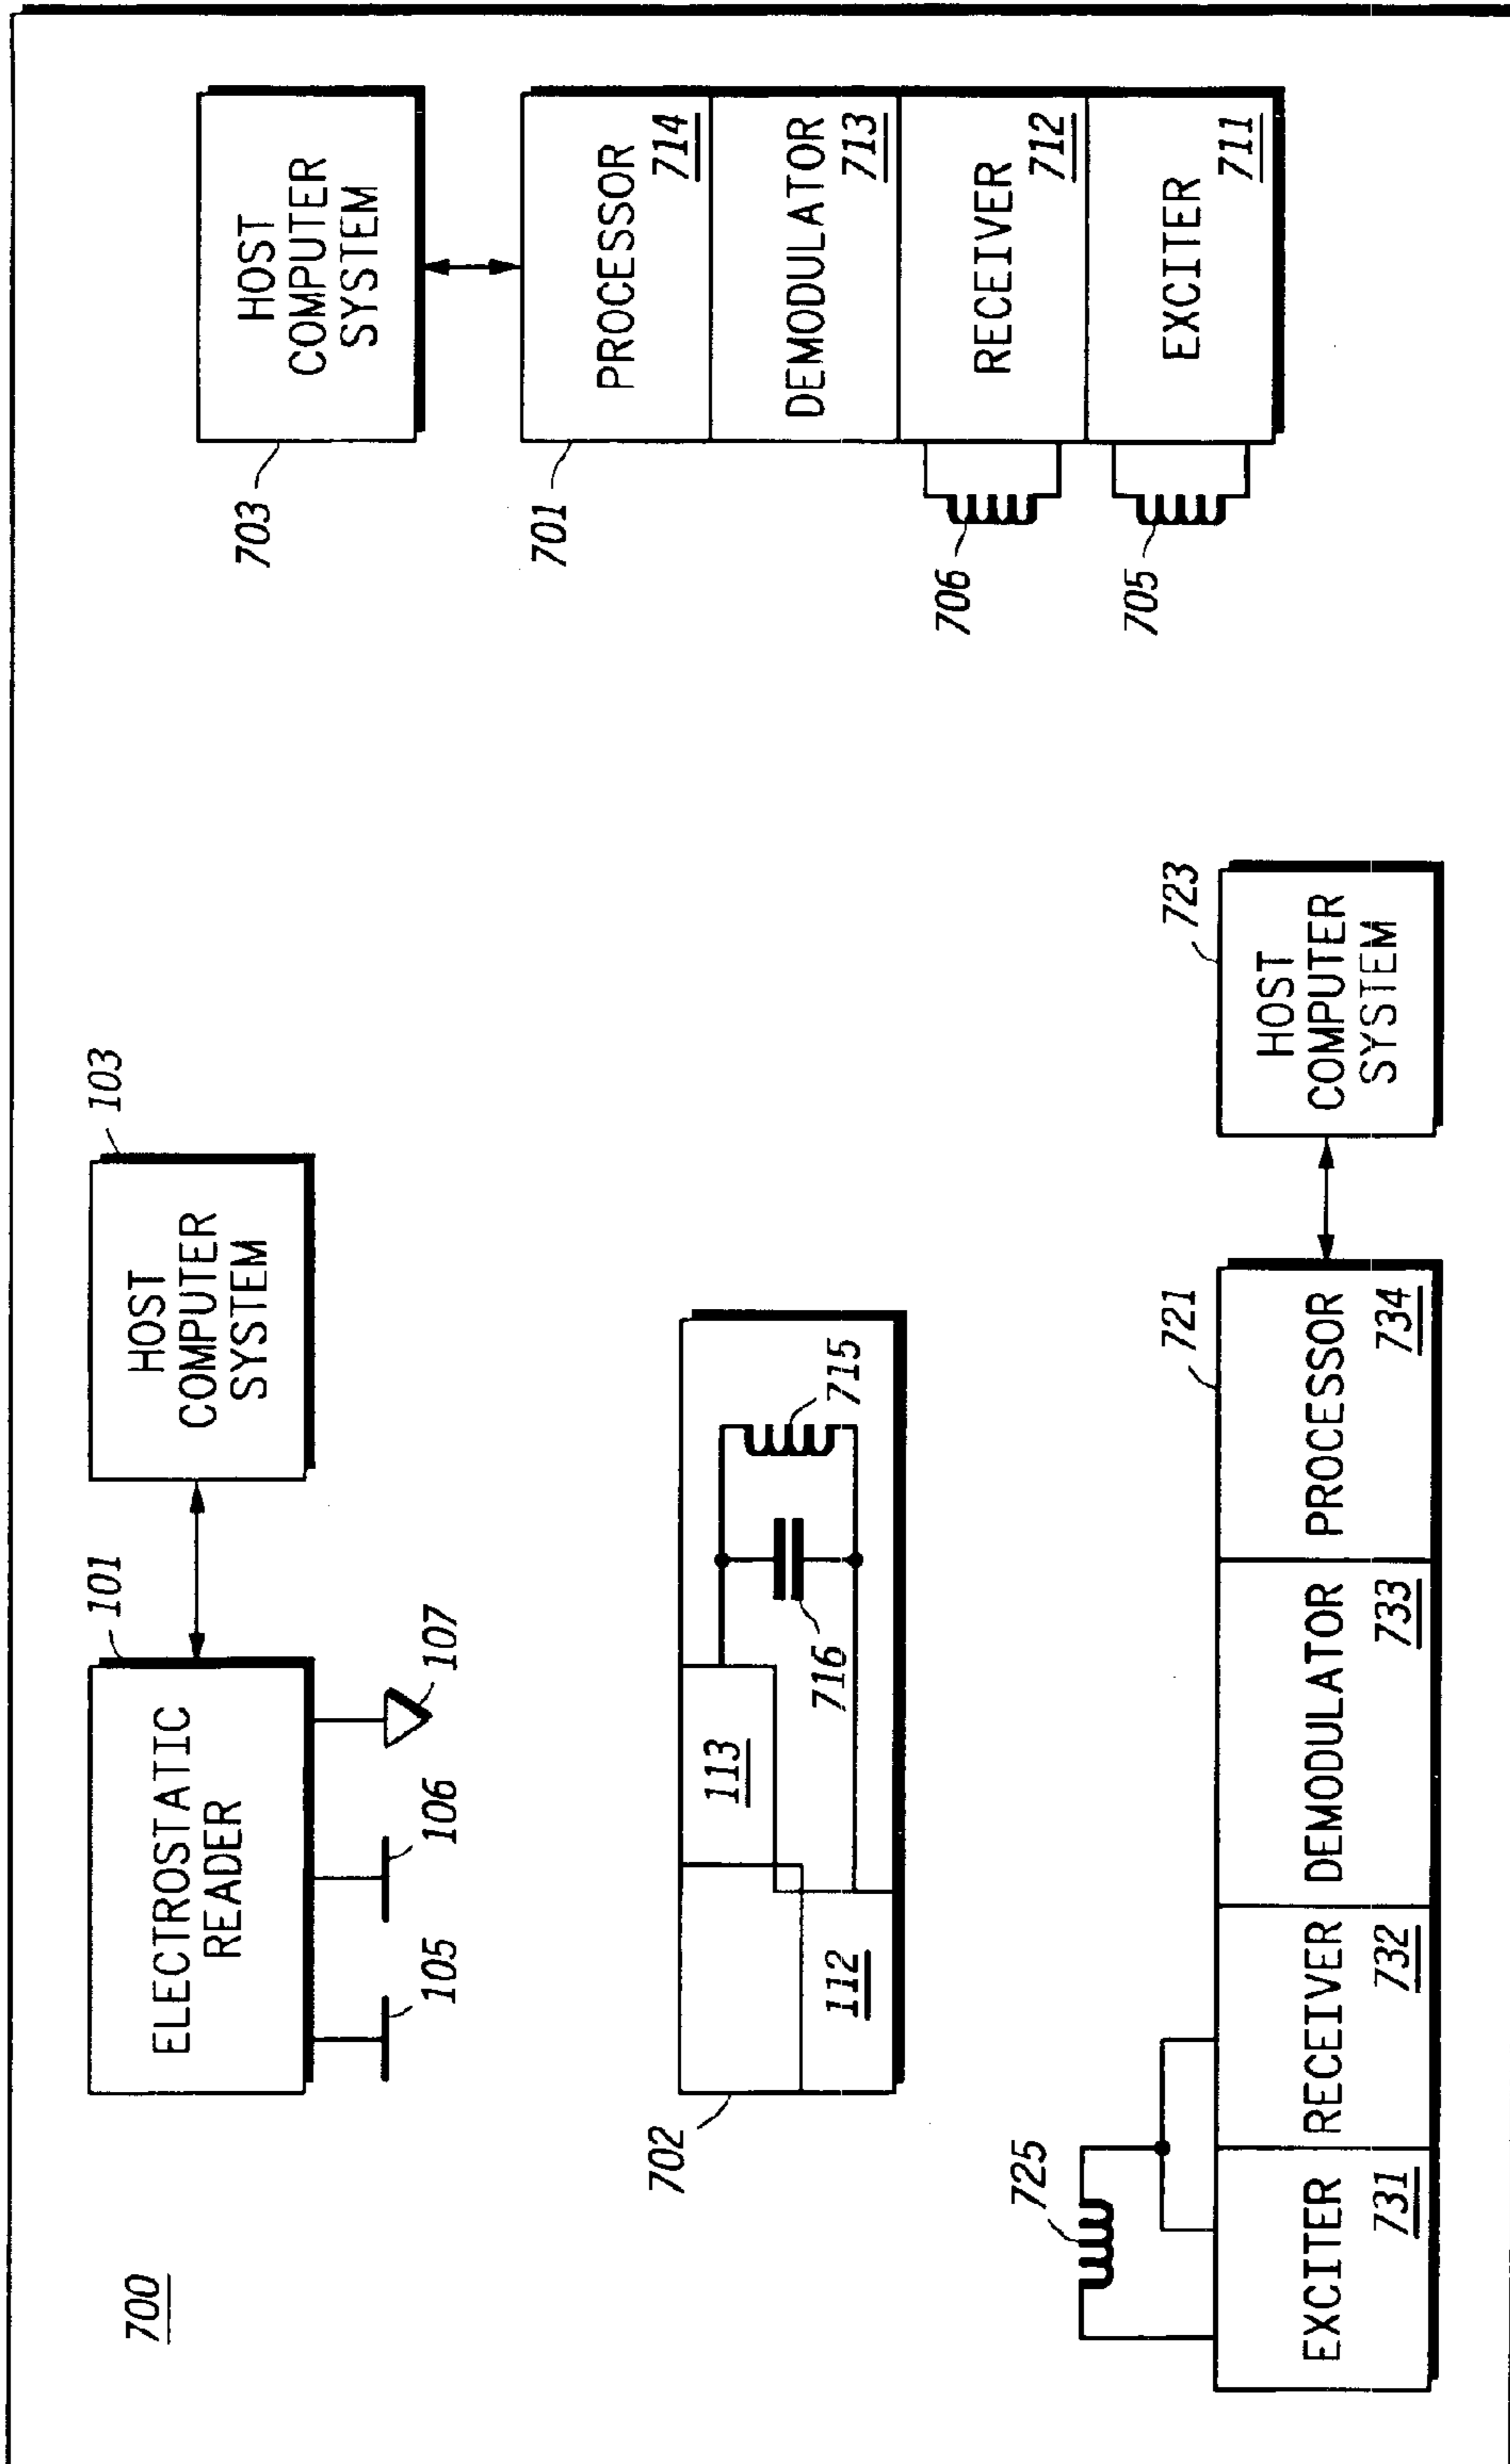 700
ELECTROSTATIC
READER
101
105
106
107
HOST
COMPUTER
SYSTEM
103
HOST
COMPUTER
SYSTEM
703
701
PROCESSOR
714
DEMODULATOR
713
RECEIVER
712
EXCITER
711
706
705
702
112
113
716
715
725
721
EXCITER
731
RECEIVER
732
DEMODULATOR
733
PROCESSOR
734
HOST
COMPUTER
SYSTEM
723